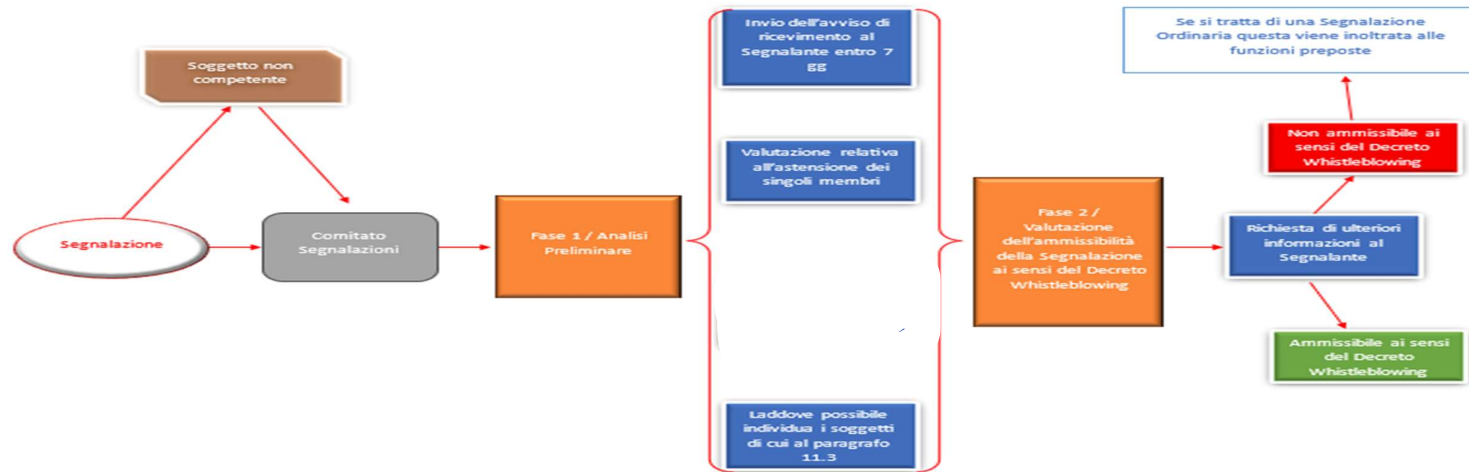 Segnalazione
Soggetto non
competente
Comitato
Segnalazioni
Fase 1 / Analisi
Preliminare
Invio dell'avviso di
ricevimento al
Segnalante entro 7
gg
Valutazione relativa
all'astensione dei
singoli membri
Laddove possibile
individua i soggetti
di cui al paragrafo
11.3
Fase 2 /
Valutazione
dell'ammissibilità
della Segnalazione
ai sensi del Decreto
Whistleblowing
Se si tratta di una Segnalazione
Ordinaria questa viene inoltrata alle
funzioni preposte
Non ammissibile ai
sensi del Decreto
Whistleblowing
Richiesta di ulteriori
informazioni al
Segnalante
Ammissibile ai sensi
del Decreto
Whistleblowing